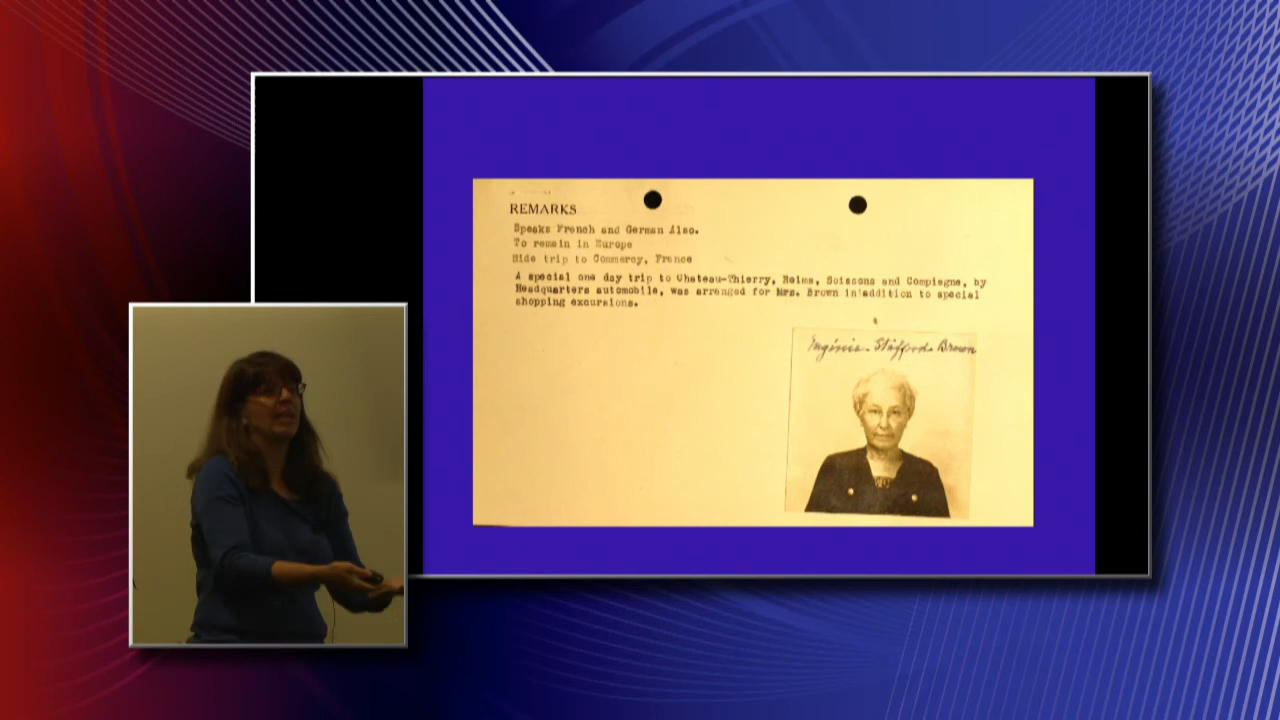 REMARKS
Speaks French and German Also.
To remain in Europe
Side trip to Commercy, France
A special one day trip to Chateau-Thierry, Reims, Soissons and Compiegne, by
Headquarters automobile, was arranged for Mrs. Brown in addition to special
shopping excursions.
Virginia Stafford Brown